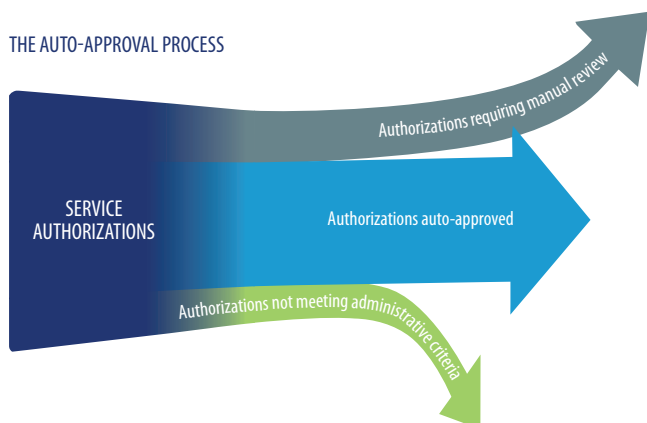 THE AUTO-APPROVAL PROCESS
Authorizations requiring manual review
SERVICE
AUTHORIZATIONS
Authorizations auto-approved
Authorizations not meeting administrative criteria